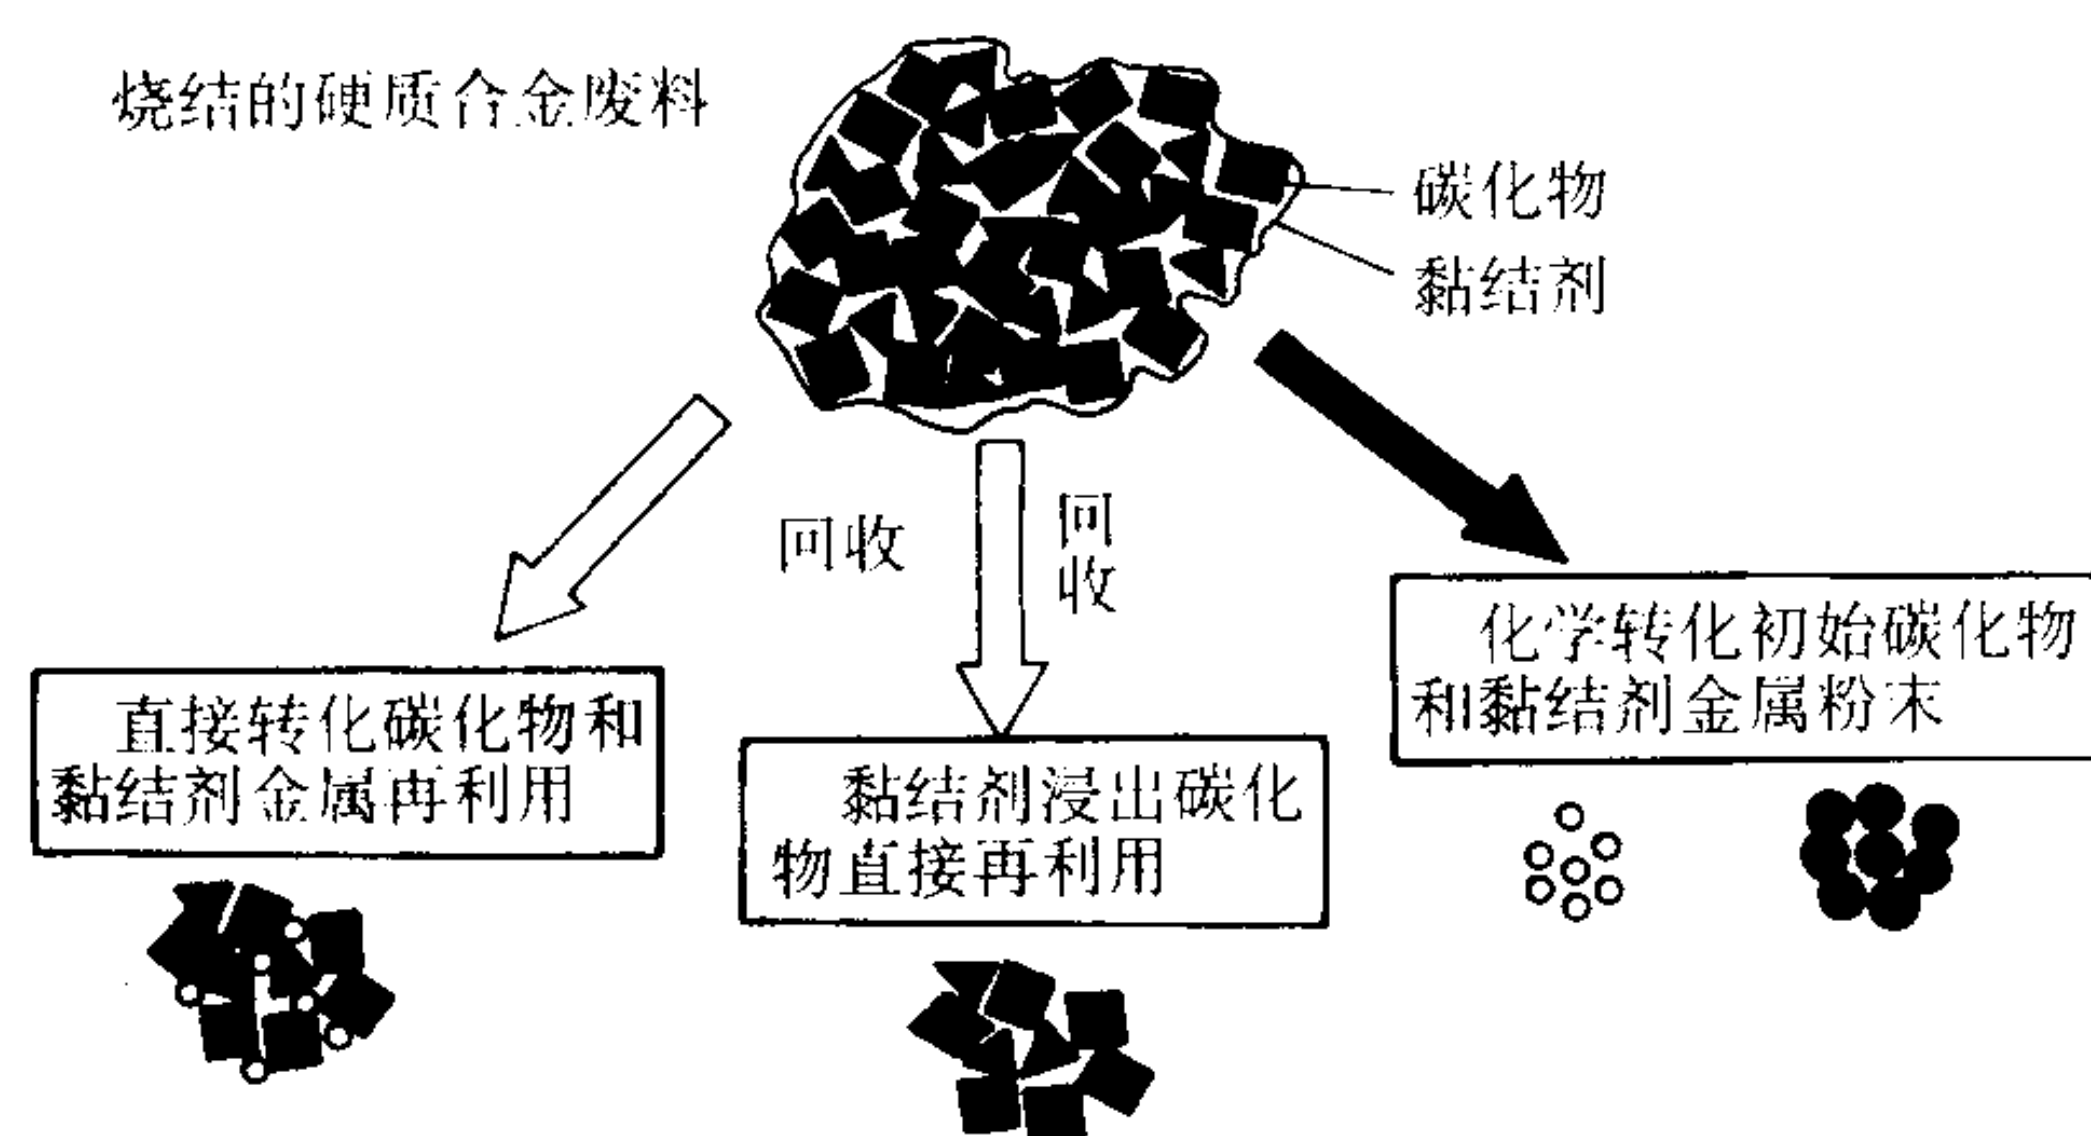 烧结的硬质合金废料
碳化物
黏结剂
回收
回收
化学转化初始碳化物
和黏结剂金属粉末
直接转化碳化物和
黏结剂金属再利用
黏结剂浸出碳化
物直接再利用